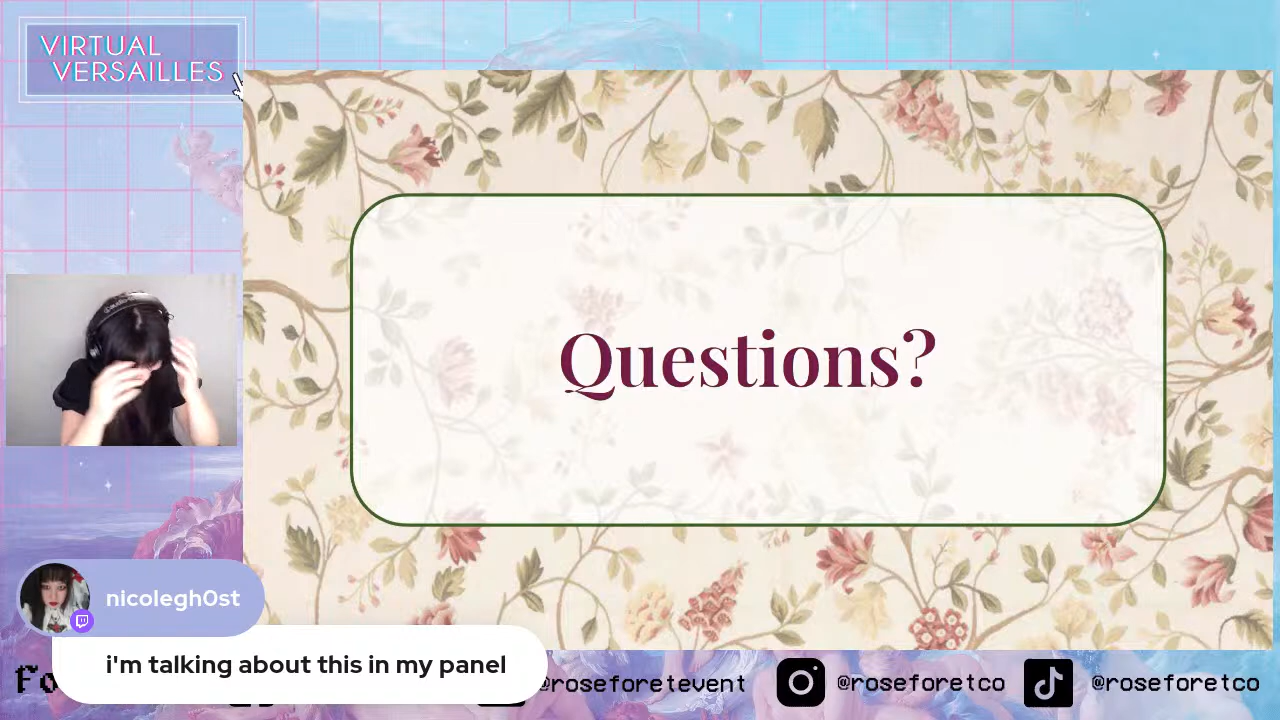 VIRTUAL
VERSAILLES
Questions?
nicolegh0st
i'm talking about this in my panel
@roseforetevent
@roseforetco
@roseforetco